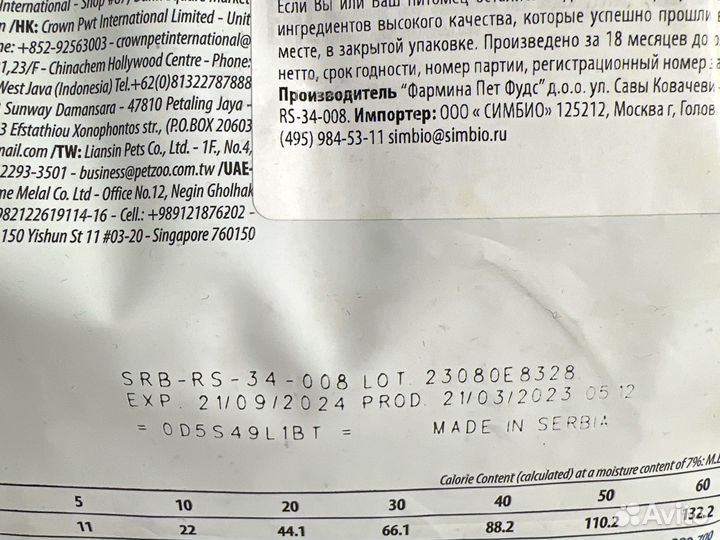 International - Shop
/HK: Crown Pwt International Limited - Unit
+852-92563003 - crownpetinternational@
23/F - Chinachem Hollywood Centre - Phone:
West Java (Indonesia) Tel.+62(0)81322787888
Sunway Damansara - 47810 Petaling Jaya -
3 Efstathiou Xonophontos str., (P.O.BOX 20603
/TW: Liansin Pets Co., Ltd. - 1F., No.4,
2293-3501 - business@petzoo.com.tw /UAE-
Melal Co. Ltd - Office No.12, Negin Gholhak
982122619114-16 - Cell.: +989121876202 -
150 Yishun St 11 #03-20 - Singapore 760150
Если Вы или Ваш питомец
ингредиентов высокого качества, которые успешно прошли
месте, в закрытой упаковке. Произведено за 18 месяцев до
нетто, срок годности, номер партии, регистрационный номер
Производитель "Фармина Пет Фудс" д.о.о. ул. Савы Ковачеви
RS-34-008. Импортер: ООО « СИМБИО» 125212, Москва г, Голов
(495) 984-53-11 simbio@simbio.ru
SRB-RS-34-008 LOT. 23080E8328
EXP. 21/09/2024 PROD. 21/03/2023 05:12
= 0D5S49L1BT = MADE IN SERBIA
Calorie Content (calculated) at a moisture content of 7%: M.E
5 10 20 30 40 50 60
11 22 44.1 66.1 88.2 110.2 132.2
Avito